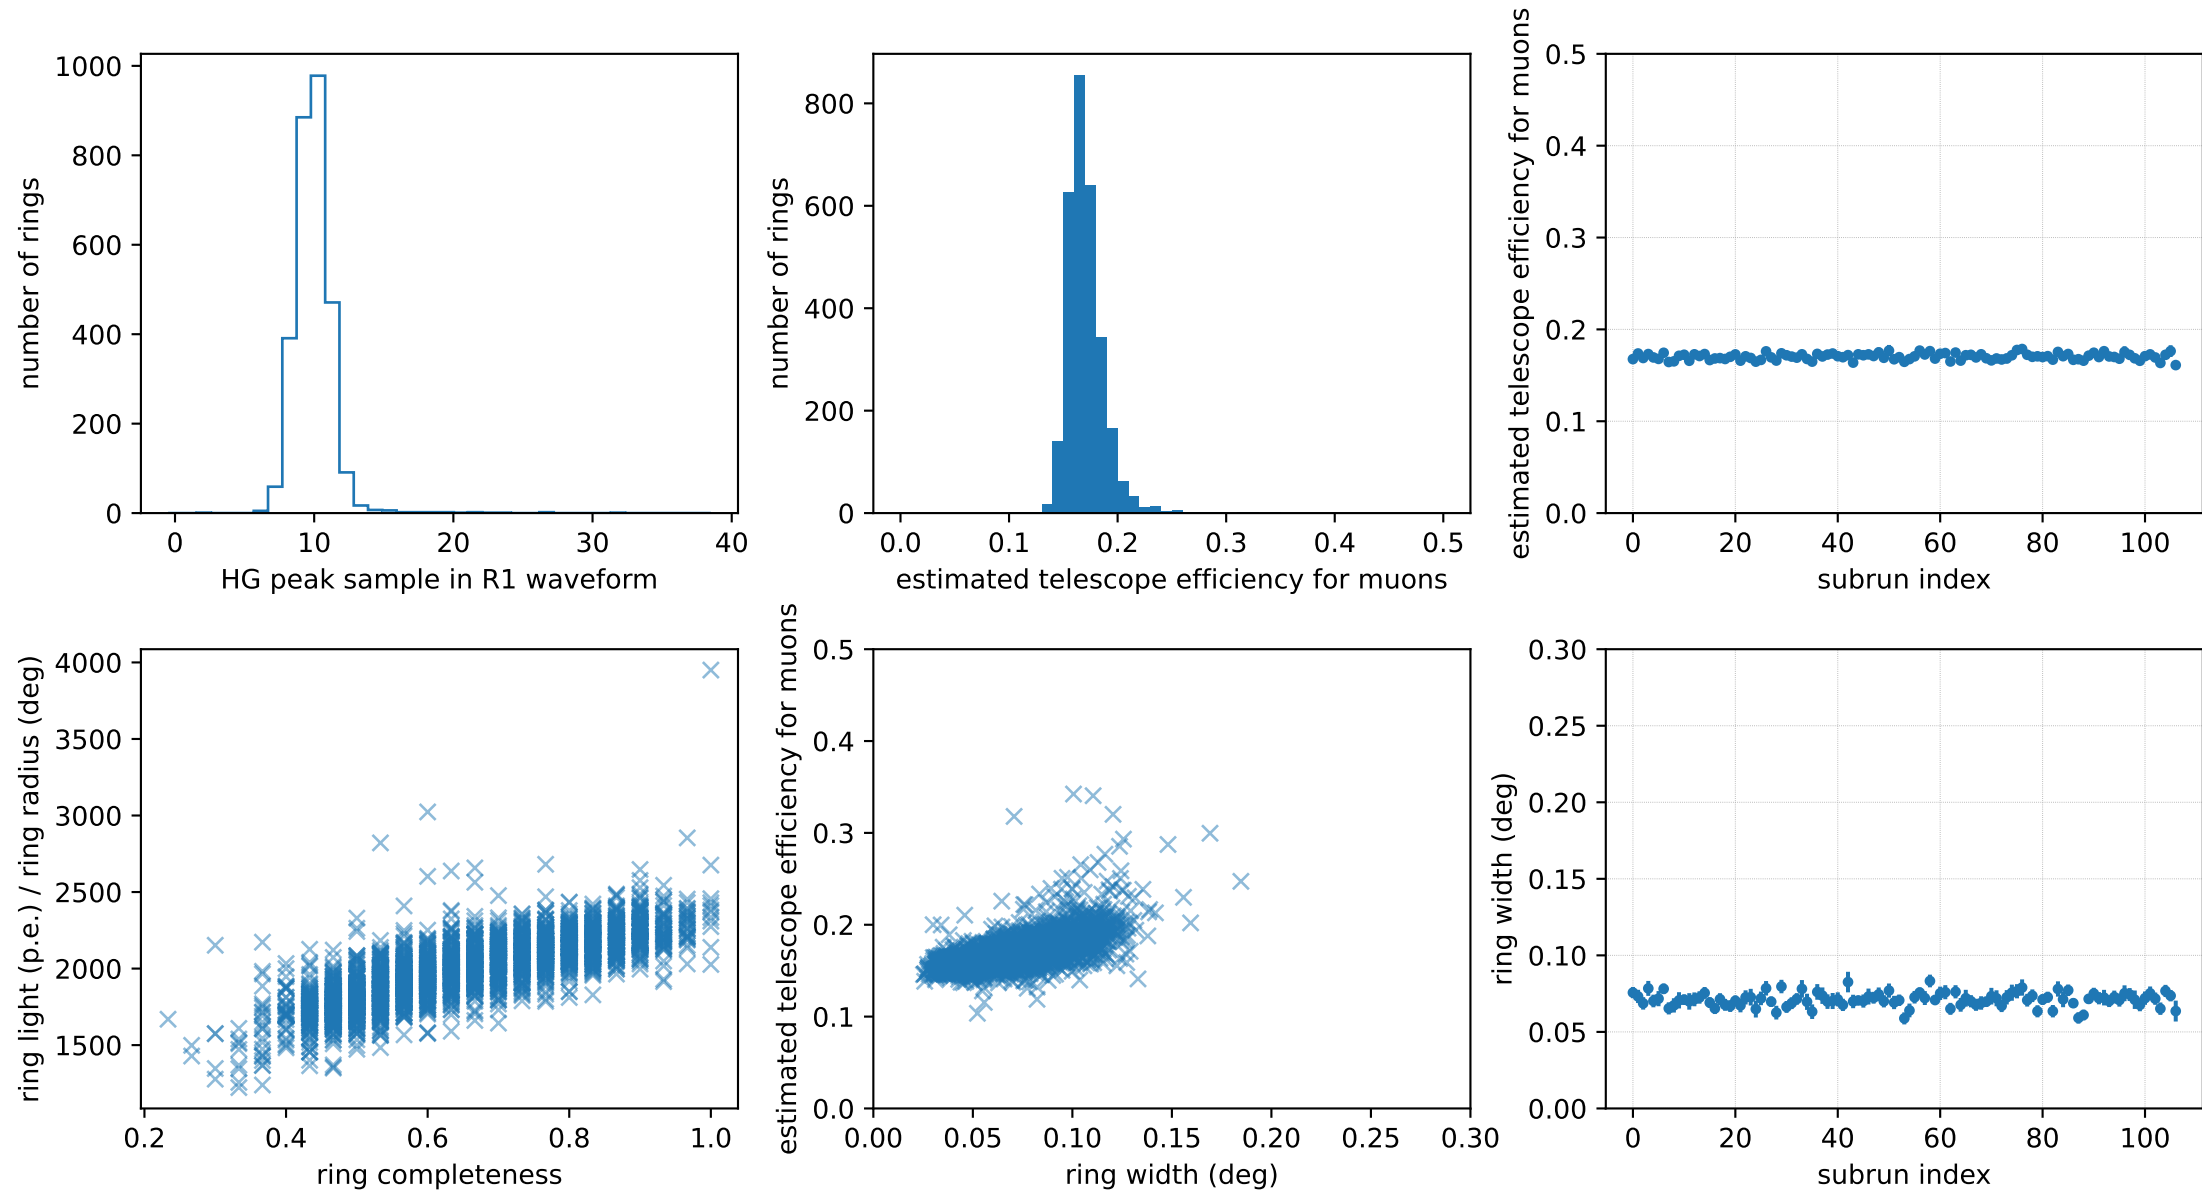 number of rings
1000
800
600
400
200
0
0 10 20 30 40
HG peak sample in R1 waveform
number of rings
800
600
400
200
0
0.0 0.1 0.2 0.3 0.4 0.5
estimated telescope efficiency for muons
estimated telescope efficiency for muons
0.5
0.4
0.3
0.2
0.1
0.0
0 20 40 60 80 100
subrun index
ring light (p.e.) / ring radius (deg)
4000
3500
3000
2500
2000
1500
0.2 0.4 0.6 0.8 1.0
ring completeness
estimated telescope efficiency for muons
0.5
0.4
0.3
0.2
0.1
0.0
0.00 0.05 0.10 0.15 0.20 0.25 0.30
ring width (deg)
ring width (deg)
0.30
0.25
0.20
0.15
0.10
0.05
0.00
0 20 40 60 80 100
subrun index